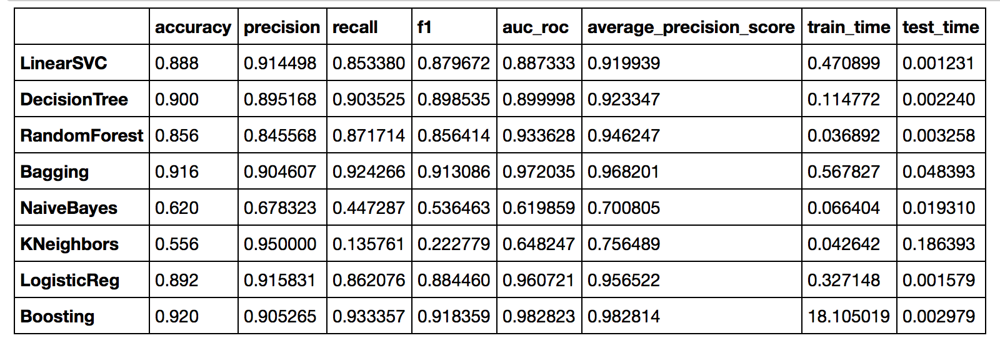 accuracy precision recall f1 auc_roc average_precision_score train_time test_time
LinearSVC 0.888 0.914498 0.853380 0.879672 0.887333 0.919939 0.470899 0.001231
DecisionTree 0.900 0.895168 0.903525 0.898535 0.899998 0.923347 0.114772 0.002240
RandomForest 0.856 0.845568 0.871714 0.856414 0.933628 0.946247 0.036892 0.003258
Bagging 0.916 0.904607 0.924266 0.913086 0.972035 0.968201 0.567827 0.048393
NaiveBayes 0.620 0.678323 0.447287 0.536463 0.619859 0.700805 0.066404 0.019310
KNeighbors 0.556 0.950000 0.135761 0.222779 0.648247 0.756489 0.042642 0.186393
LogisticReg 0.892 0.915831 0.862076 0.884460 0.960721 0.956522 0.327148 0.001579
Boosting 0.920 0.905265 0.933357 0.918359 0.982823 0.982814 18.105019 0.002979